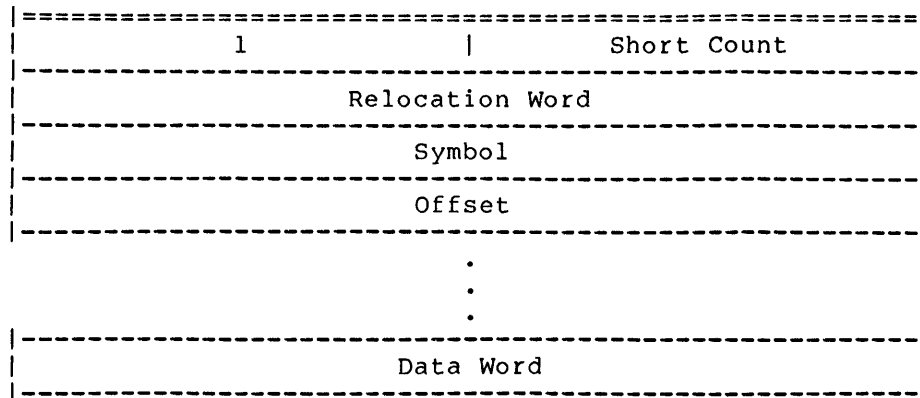 1 | Short Count
Relocation Word
Symbol
Offset
.
.
.
Data Word